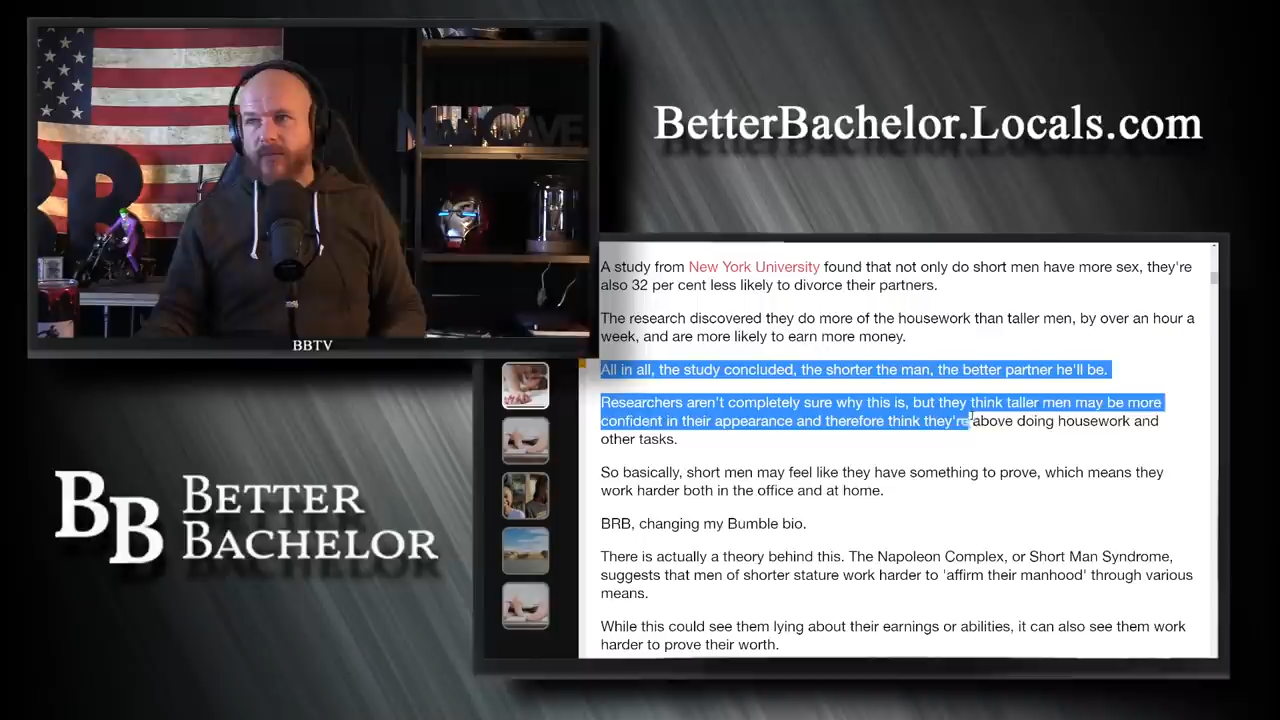 MAN CAVE
BBTV
BetterBachelor.Locals.com
A study from New York University found that not only do short men have more sex, they're
also 32 per cent less likely to divorce their partners.
The research discovered they do more of the housework than taller men, by over an hour a
week, and are more likely to earn more money.
All in all, the study concluded, the shorter the man, the better partner he'll be.
Researchers aren't completely sure why this is, but they think taller men may be more
confident in their appearance and therefore think they're above doing housework and
other tasks.
So basically, short men may feel like they have something to prove, which means they
work harder both in the office and at home.
BRB, changing my Bumble bio.
There is actually a theory behind this. The Napoleon Complex, or Short Man Syndrome,
suggests that men of shorter stature work harder to 'affirm their manhood' through various
means.
While this could see them lying about their earnings or abilities, it can also see them work
harder to prove their worth.
BB BETTER
BACHELOR